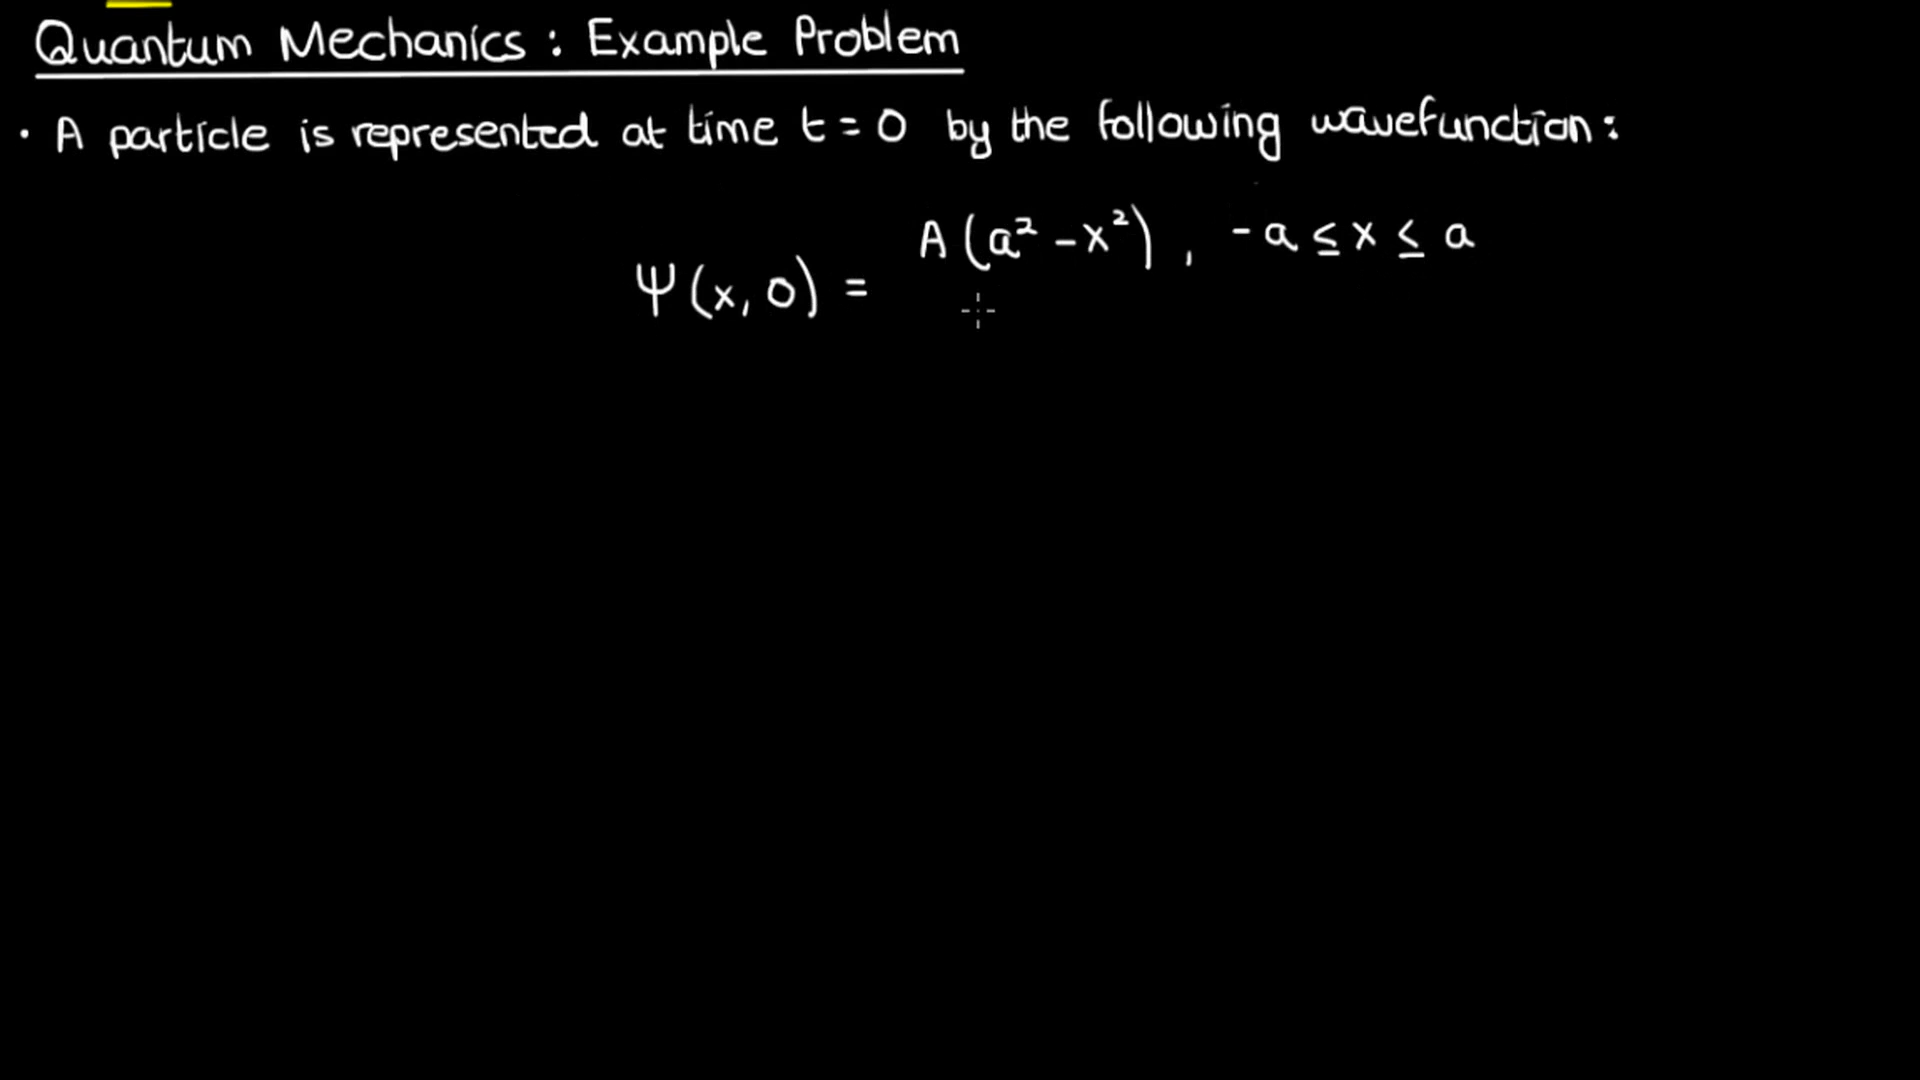 Quantum Mechanics : Example Problem
• A particle is represented at time t = 0 by the following wavefunction :
A (a² - x²) , - a ≤ x ≤ a
Ψ (x, 0) =